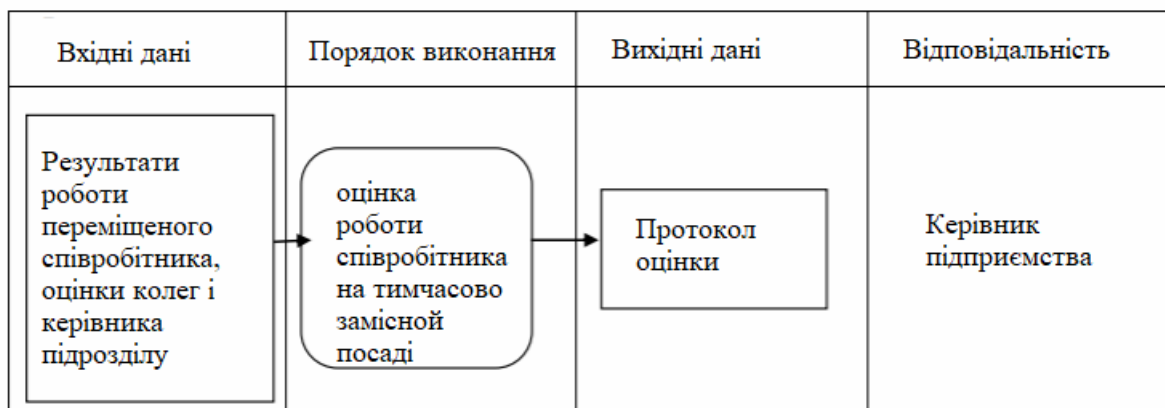 Вхідні дані
Порядок виконання
Вихідні дані
Відповідальність
Результати
роботи
переміщеного
співробітника,
оцінки колег і
керівника
підрозділу
оцінка
роботи
співробітника
на тимчасово
замісной
посаді
Протокол
оцінки
Керівник
підприємства